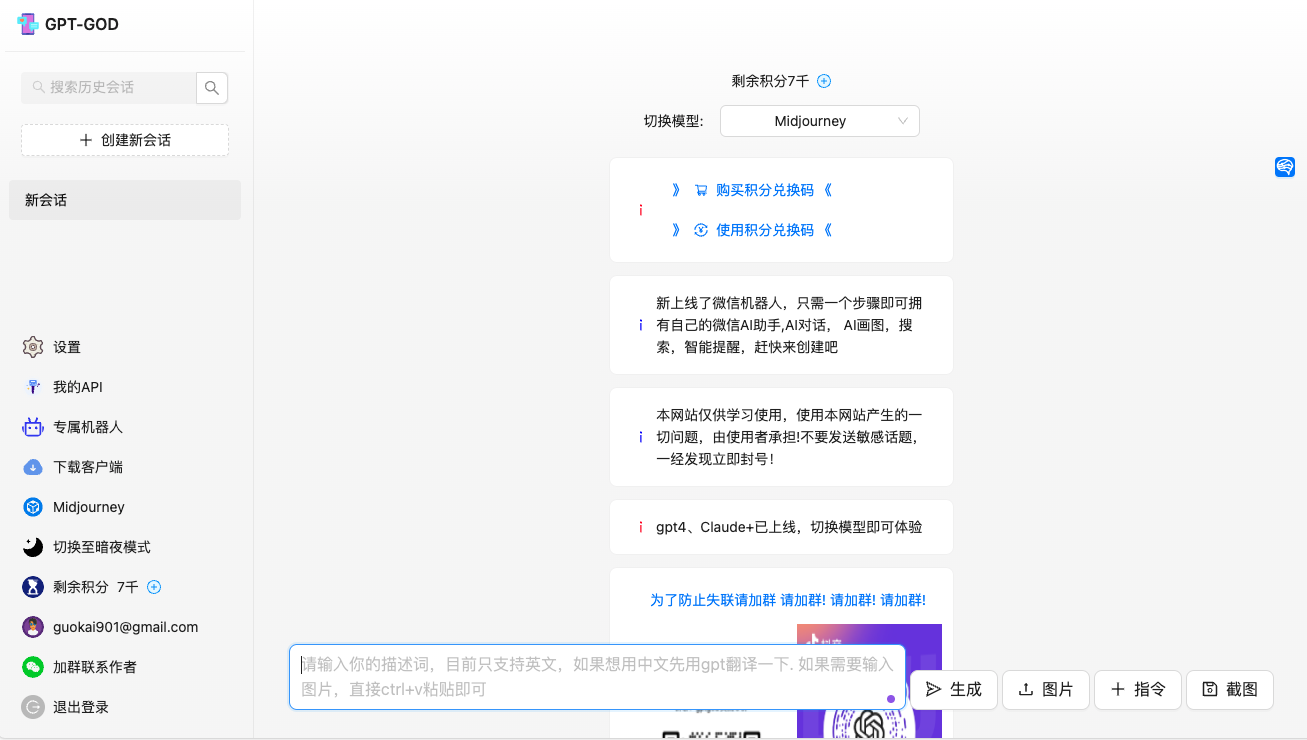 GPT-GOD
搜索历史会话
创建新会话
新会话
设置
我的API
专属机器人
下载客户端
Midjourney
切换至暗夜模式
剩余积分 7千
guokai901@gmail.com
加群联系作者
退出登录
剩余积分7千
切换模型:
Midjourney
》 购买积分兑换码 《
》 使用积分兑换码 《
新上线了微信机器人，只需一个步骤即可拥
有自己的微信AI助手,AI对话， AI画图，搜
索，智能提醒，赶快来创建吧
本网站仅供学习使用，使用本网站产生的一
切问题，由使用者承担!不要发送敏感话题，
一经发现立即封号！
gpt4、Claude+已上线，切换模型即可体验
为了防止失联请加群 请加群! 请加群! 请加群!
请输入你的描述词，目前只支持英文，如果想用中文先用gpt翻译一下. 如果需要输入
图片，直接ctrl+v粘贴即可
生成
图片
指令
截图